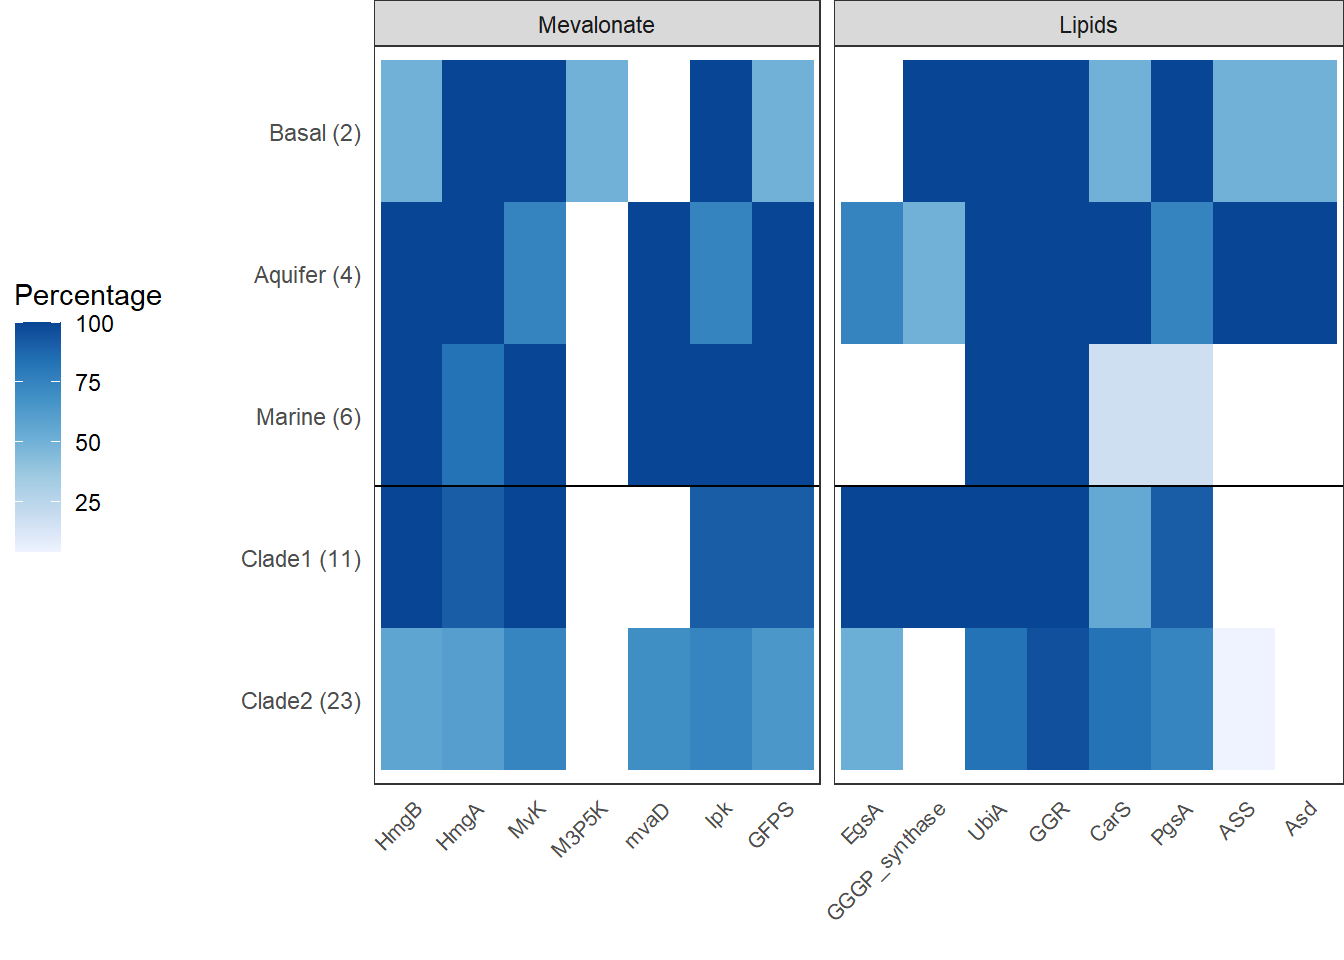 Mevalonate
Lipids
Percentage
100
75
50
25
Basal (2)
Aquifer (4)
Marine (6)
Clade1 (11)
Clade2 (23)
HmgB
HmgA
MvK
M3P5K
mvaD
Ipk
GFPS
EgsA
GGGP_synthase
UbiA
GGR
CarS
PgsA
ASS
Asd